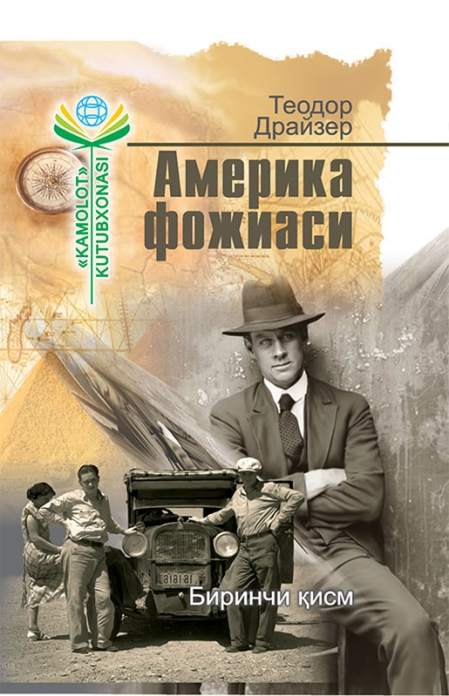 Теодор
Драйзер
Америка
фожиаси
«KAMOLOT»
KUTUBXONASI
Биринчи қисм